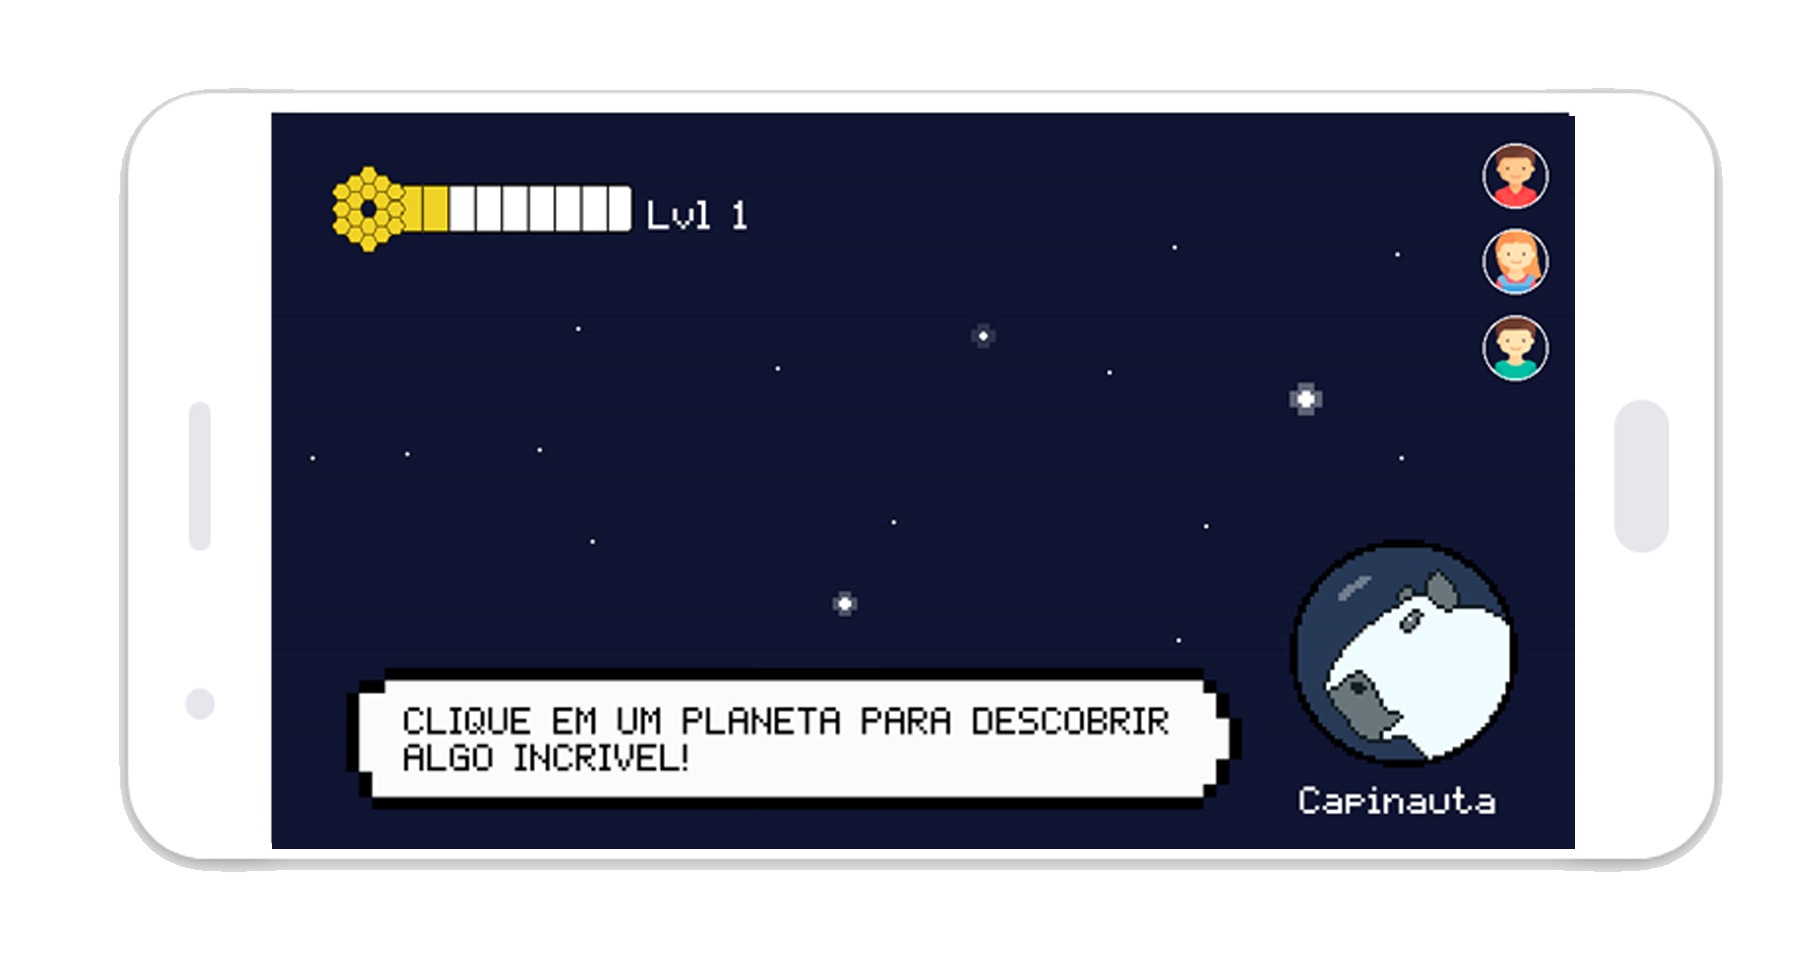 Lvl 1
CLIQUE EM UM PLANETA PARA DESCOBRIR
ALGO INCRIVEL!
Capinauta